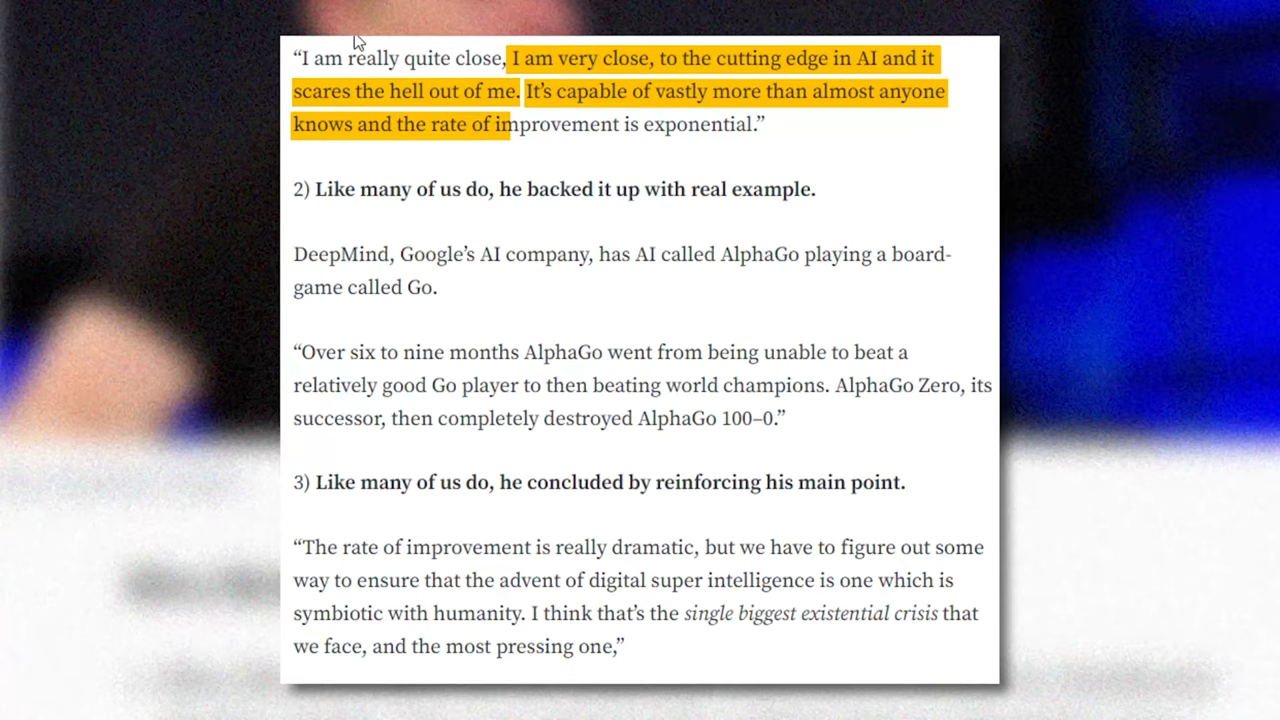 “I am really quite close, I am very close, to the cutting edge in AI and it
scares the hell out of me. It’s capable of vastly more than almost anyone
knows and the rate of improvement is exponential.”
2) Like many of us do, he backed it up with real example.
DeepMind, Google’s AI company, has AI called AlphaGo playing a board-
game called Go.
“Over six to nine months AlphaGo went from being unable to beat a
relatively good Go player to then beating world champions. AlphaGo Zero, its
successor, then completely destroyed AlphaGo 100–0.”
3) Like many of us do, he concluded by reinforcing his main point.
“The rate of improvement is really dramatic, but we have to figure out some
way to ensure that the advent of digital super intelligence is one which is
symbiotic with humanity. I think that’s the single biggest existential crisis that
we face, and the most pressing one,”